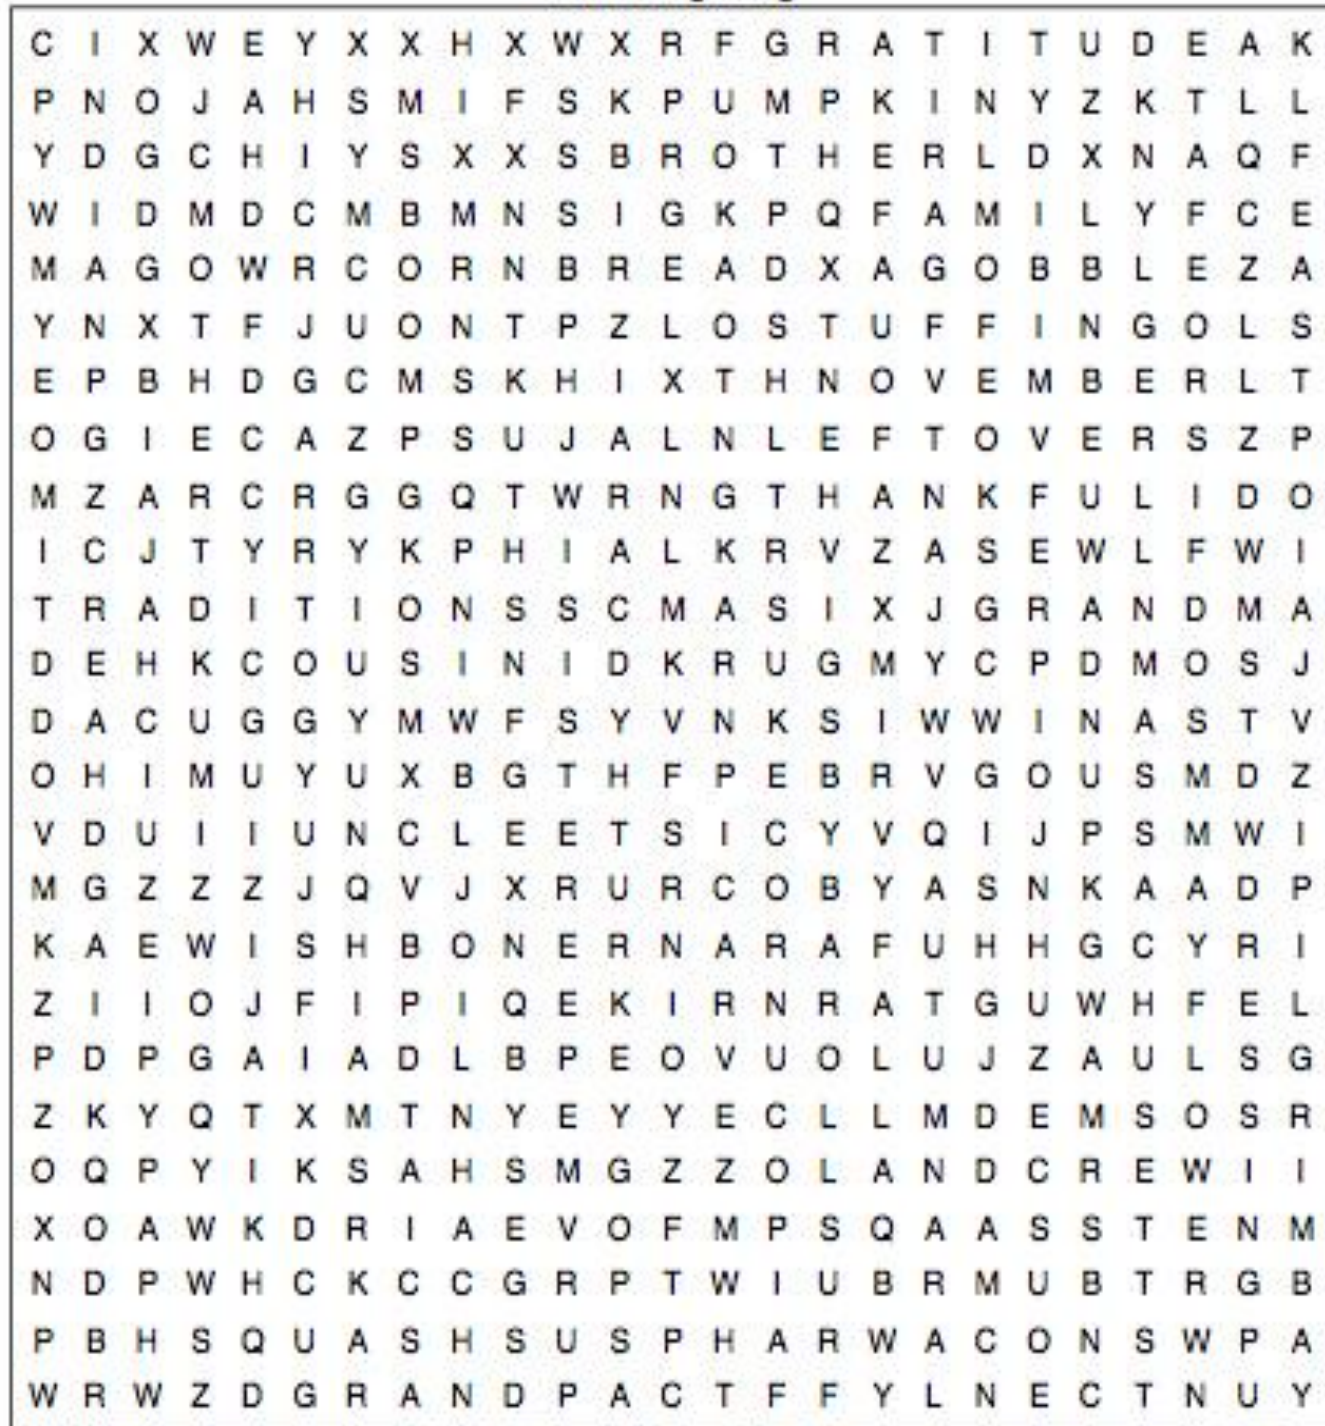 C I X W E Y X X H X W X R F G R A T I T U D E A K
P N O J A H S M I F S K P U M P K I N Y Z K T L L
Y D G C H I Y S X X S B R O T H E R L D X N A Q F
W I D M D C M B M N S I G K P Q F A M I L Y F C E
M A G O W R C O R N B R E A D X A G O B B L E Z A
Y N X T F J U O N T P Z L O S T U F F I N G O L S
E P B H D G C M S K H I X T H N O V E M B E R L T
O G I E C A Z P S U J A L N L E F T O V E R S Z P
M Z A R C R G G Q T W R N G T H A N K F U L I D O
I C J T Y R Y K P H I A L K R V Z A S E W L F W I
T R A D I T I O N S S C M A S I X J G R A N D M A
D E H K C O U S I N I D K R U G M Y C P D M O S J
D A C U G G Y M W F S Y V N K S I W W I N A S T V
O H I M U Y U X B G T H F P E B R V G O U S M D Z
V D U I I U N C L E E T S I C Y V Q I J P S M W I
M G Z Z Z J Q V J X R U R C O B Y A S N K A A D P
K A E W I S H B O N E R N A R A F U H H G C Y R I
Z I I O J F I P I Q E K I R N R A T G U W H F E L
P D P G A I A D L B P E O V U O L U J Z A U L S G
Z K Y Q T X M T N Y E Y Y E C L L M D E M S O S R
O Q P Y I K S A H S M G Z Z O L A N D C R E W I I
X O A W K D R I A E V O F M P S Q A A S S T E N M
N D P W H C K C C G R P T W I U B R M U B T R G B
P B H S Q U A S H S U S P H A R W A C O N S W P A
W R W Z D G R A N D P A C T F F Y L N E C T N U Y